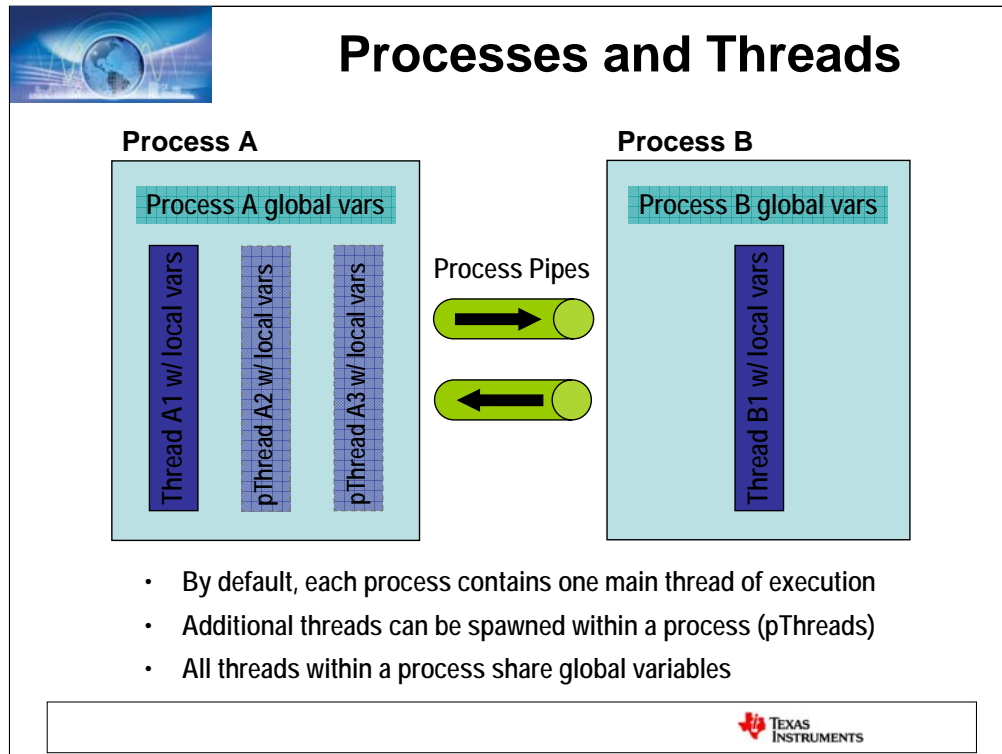 Processes and Threads
Process A
Process B
Process A global vars
Process B global vars
Thread A1 w/ local vars
pThread A2 w/ local vars
pThread A3 w/ local vars
Process Pipes
Thread B1 w/ local vars
• By default, each process contains one main thread of execution
• Additional threads can be spawned within a process (pThreads)
• All threads within a process share global variables
TEXAS
INSTRUMENTS